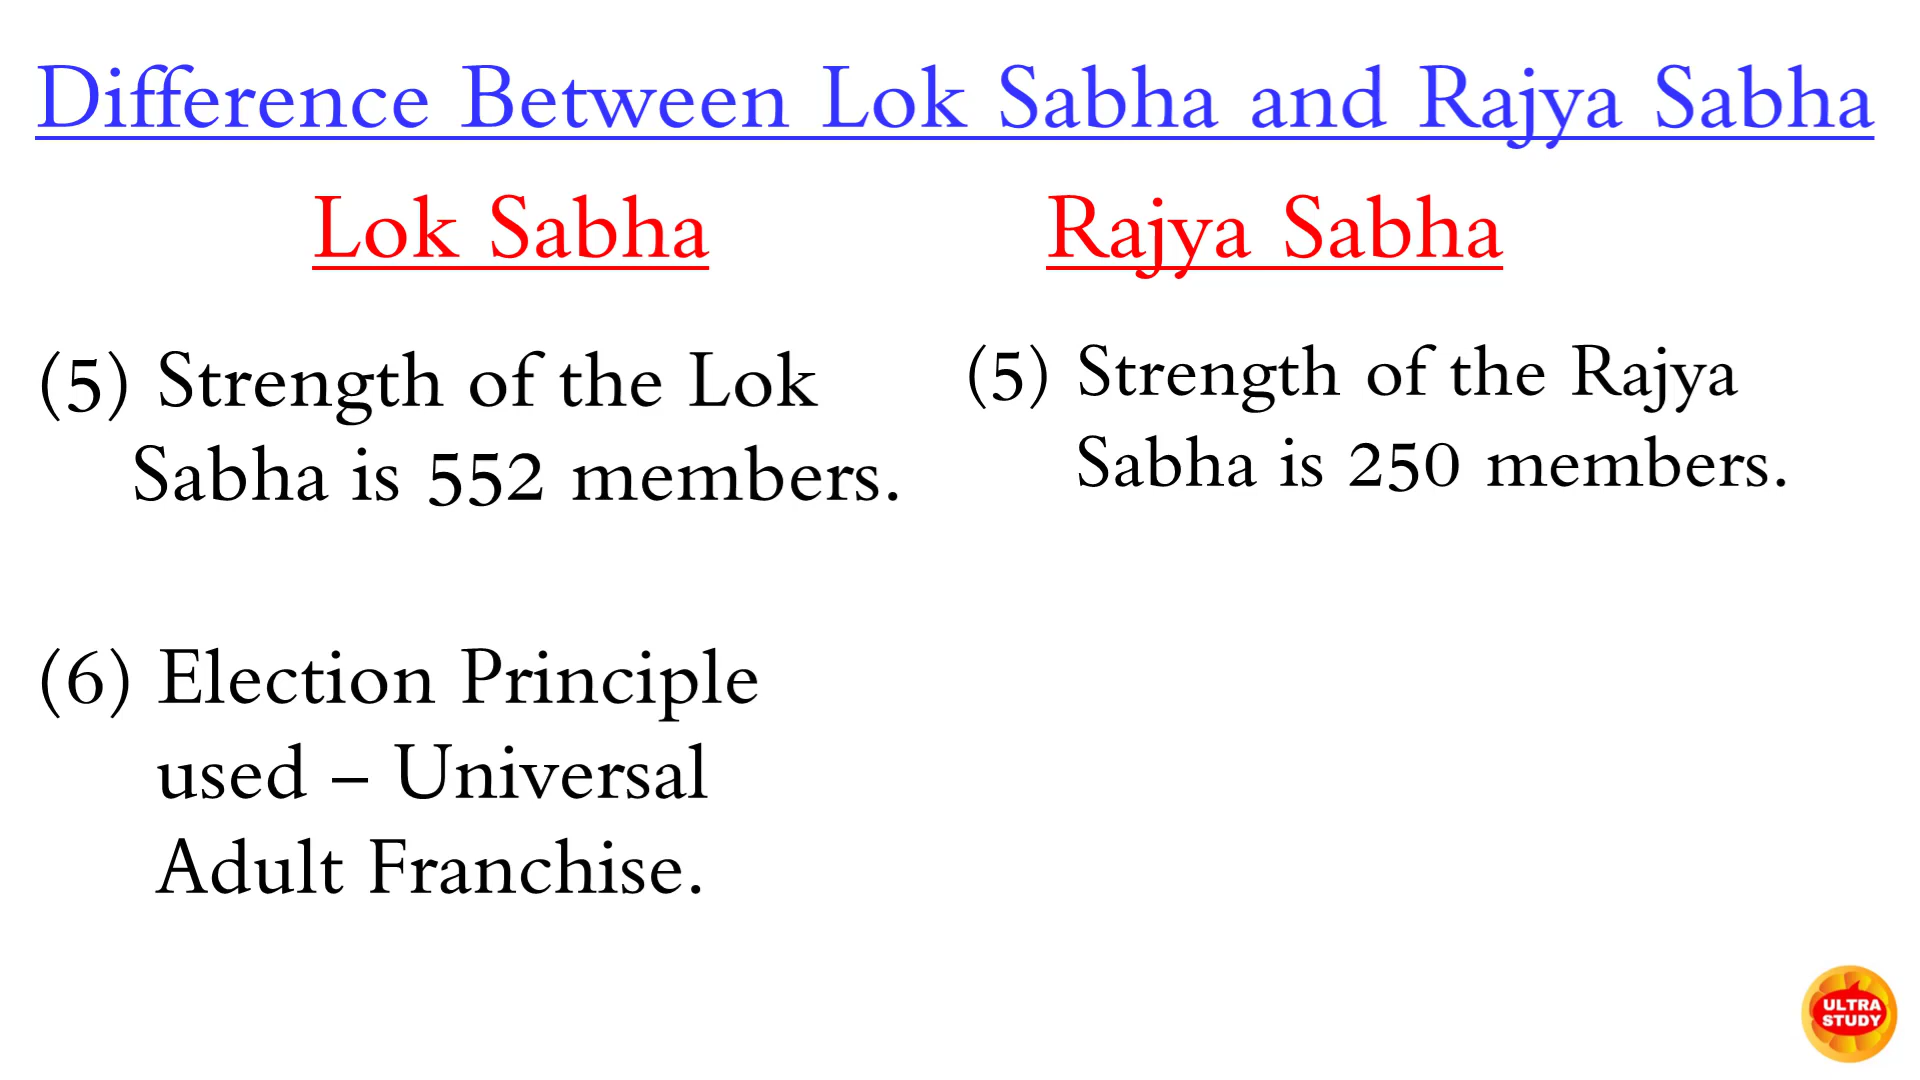 Difference Between Lok Sabha and Rajya Sabha
Lok Sabha
(5) Strength of the Lok
Sabha is 552 members.
(6) Election Principle
used – Universal
Adult Franchise.
Rajya Sabha
(5) Strength of the Rajya
Sabha is 250 members.
ULTRA
STUDY